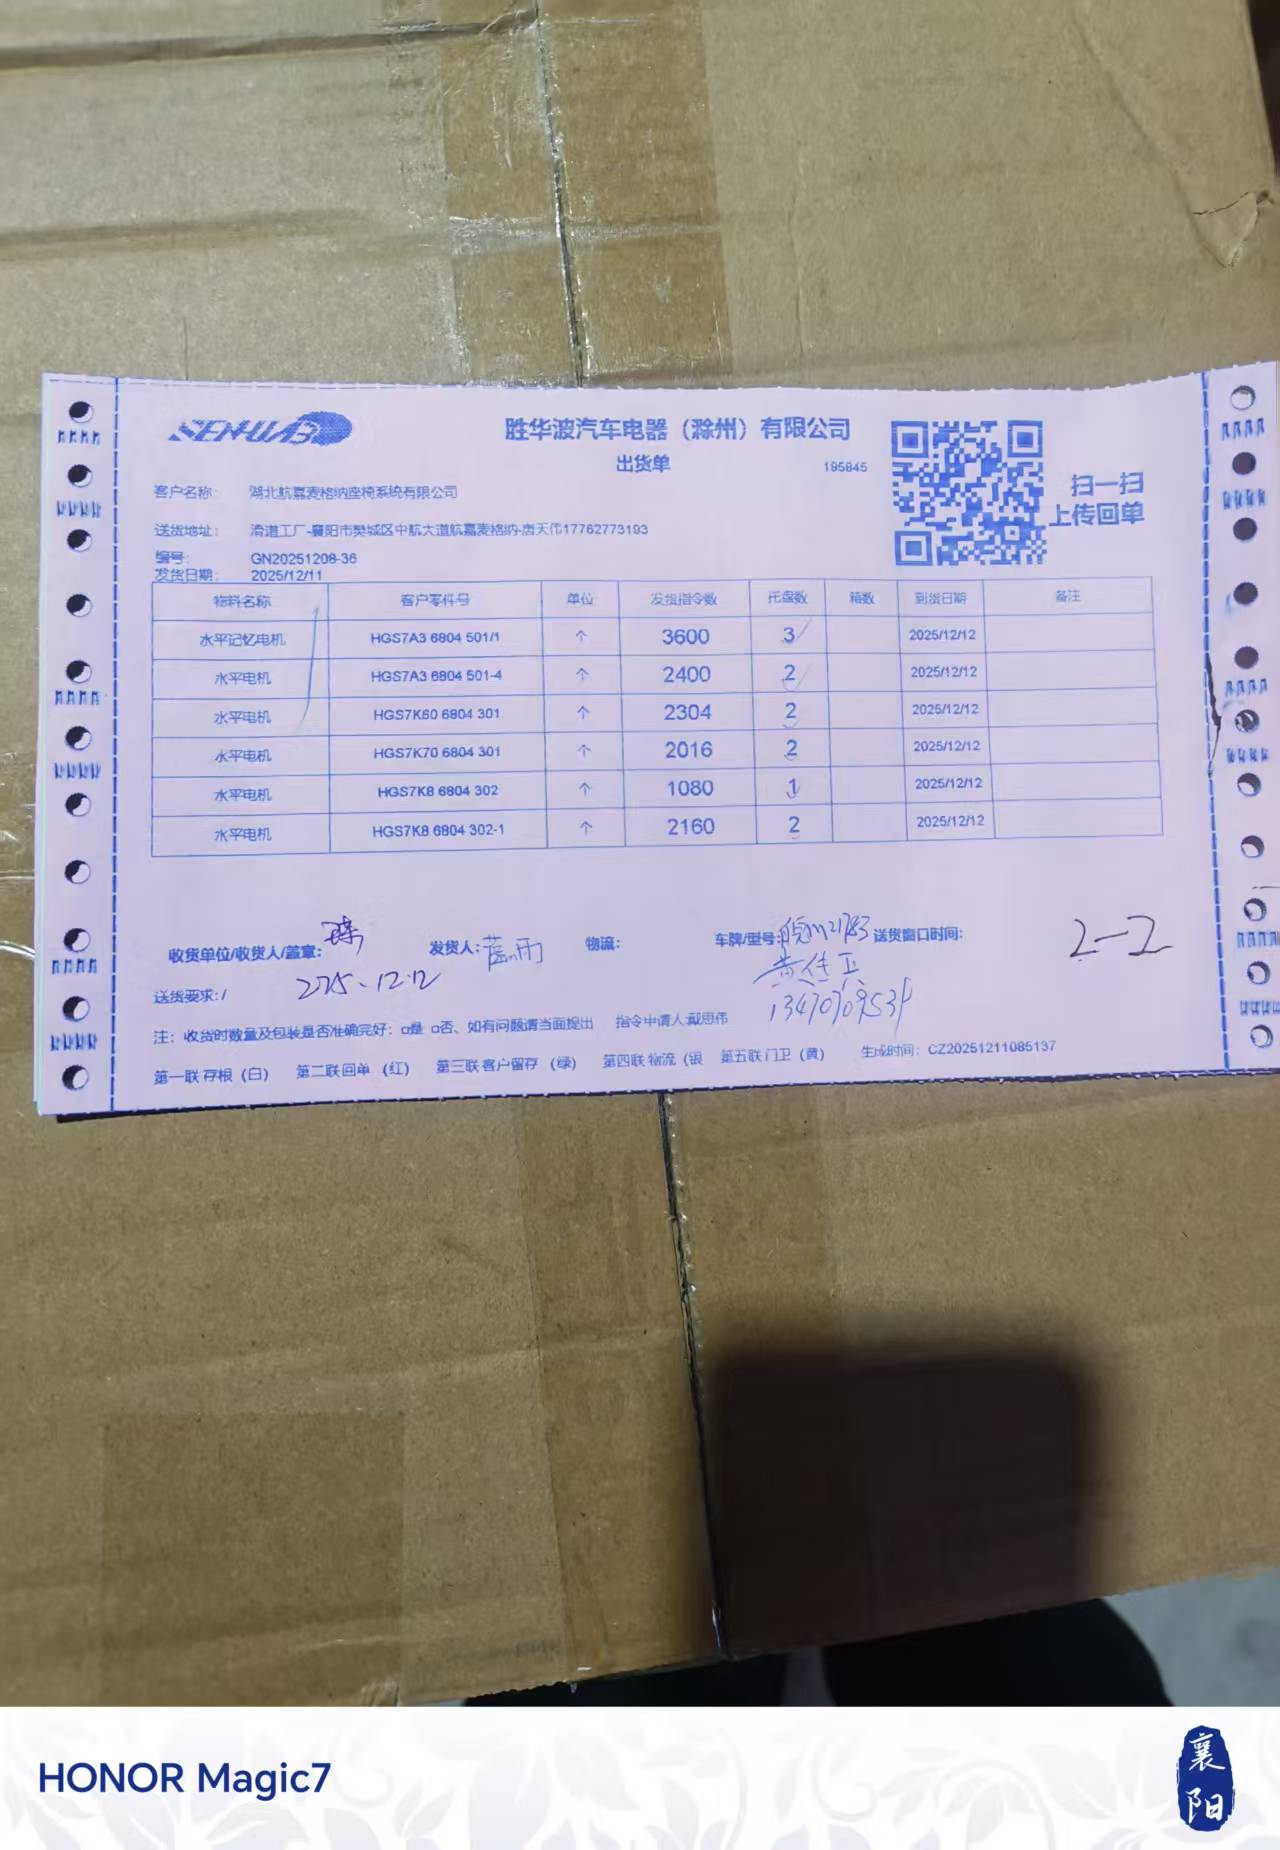 SENHUAB
胜华波汽车电器（滁州）有限公司
出货单 195845
扫一扫
上传回单
客户名称： 湖北航嘉麦格纳座椅系统有限公司
送货地址： 滑道工厂-襄阳市樊城区中航大道航嘉麦格纳-唐天伟17762773193
编号： GN20251208-36
发货日期： 2025/12/11
物料名称 客户零件号 单位 发货指令数 托盘数 箱数 到货日期 备注
水平记忆电机 HGS7A3 6804 501/1 个 3600 3 2025/12/12
水平电机 HGS7A3 6804 501-4 个 2400 2 2025/12/12
水平电机 HGS7K60 6804 301 个 2304 2 2025/12/12
水平电机 HGS7K70 6804 301 个 2016 2 2025/12/12
水平电机 HGS7K8 6804 302 个 1080 1 2025/12/12
水平电机 HGS7K8 6804 302-1 个 2160 2 2025/12/12
收货单位/收货人/盖章： 发货人： 物流： 车牌/型号：皖M21783 送货窗口时间： 2-2
送货要求：/ 2025.12.12
注：收货时数量及包装是否准确完好：□是 □否、如有问题请当面提出 指令申请人:戴思伟
第一联存根（白） 第二联回单（红） 第三联客户留存（绿） 第四联物流（银 第五联门卫（黄） 生成时间：CZ20251211085137
HONOR Magic7
襄阳